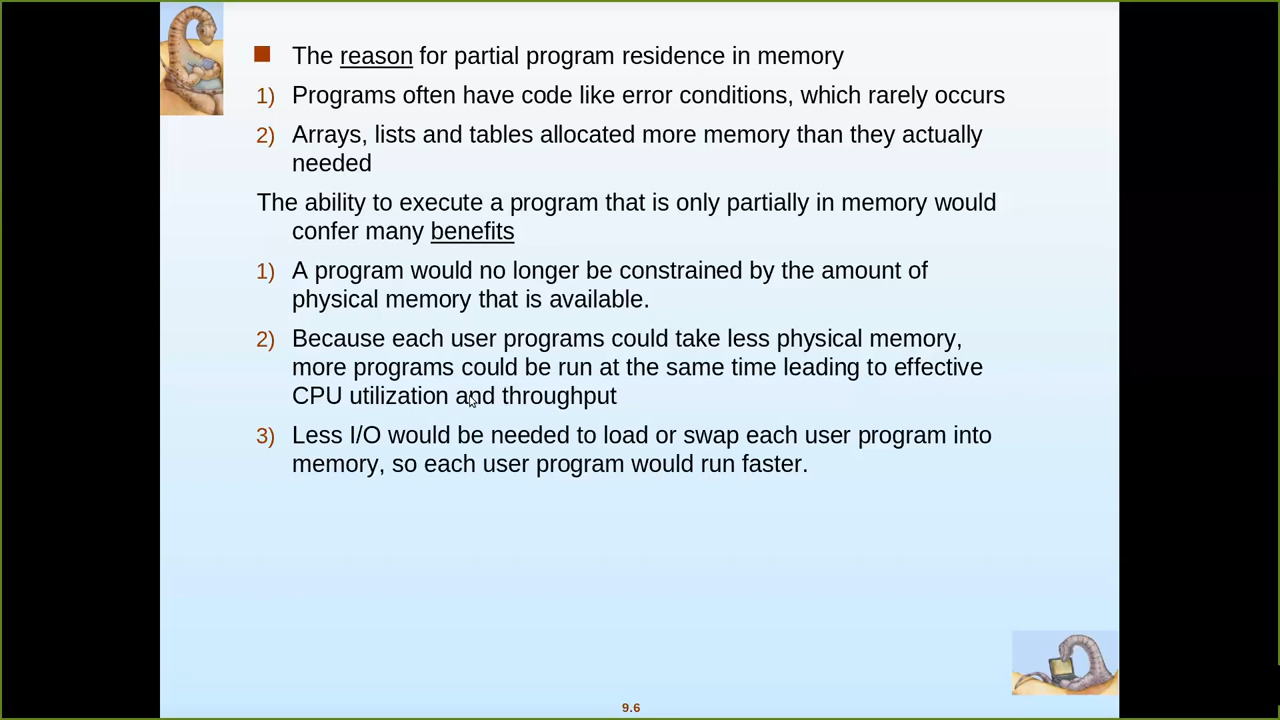 The reason for partial program residence in memory
1) Programs often have code like error conditions, which rarely occurs
2) Arrays, lists and tables allocated more memory than they actually
needed
The ability to execute a program that is only partially in memory would
confer many benefits
1) A program would no longer be constrained by the amount of
physical memory that is available.
2) Because each user programs could take less physical memory,
more programs could be run at the same time leading to effective
CPU utilization and throughput
3) Less I/O would be needed to load or swap each user program into
memory, so each user program would run faster.
9.6